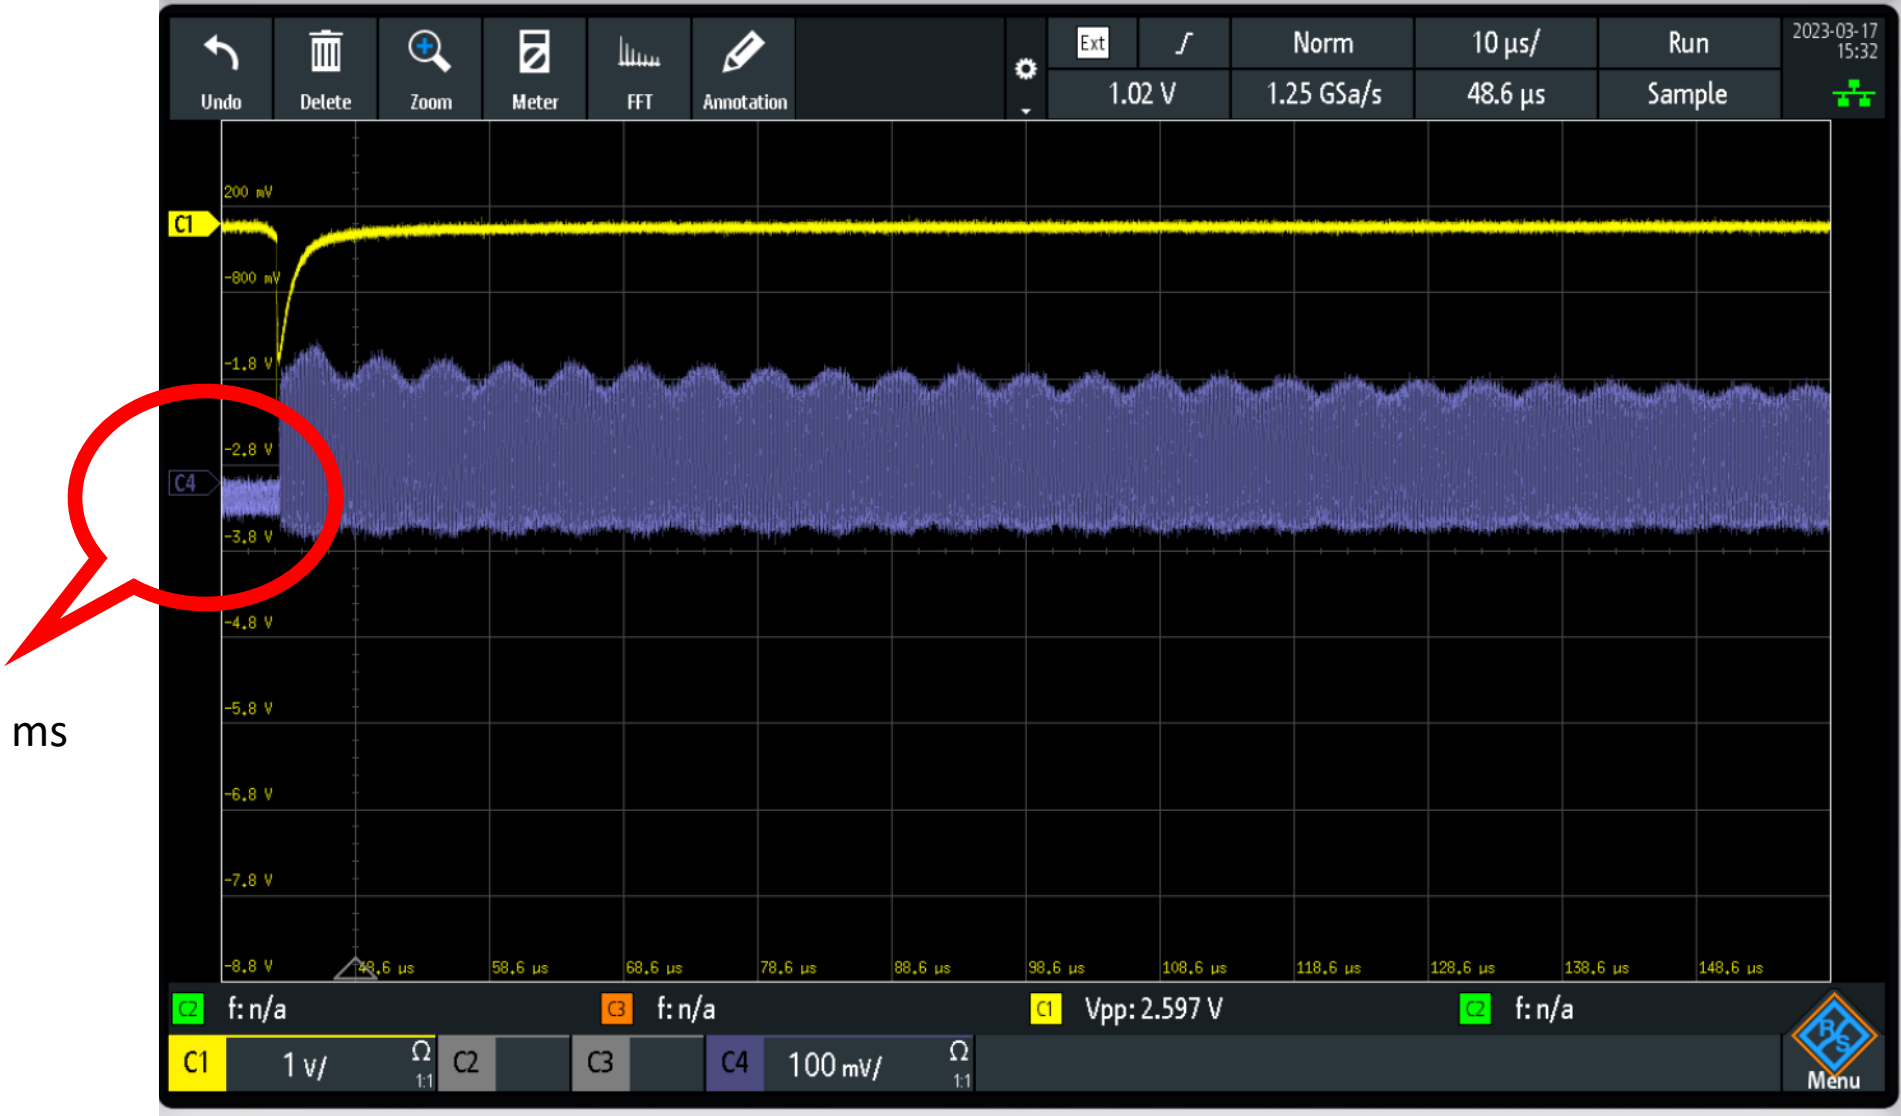 Undo
Delete
Zoom
Meter
FFT
Annotation
Ext
Norm
10 µs/
Run
2023-03-17
15:32
1.02 V
1.25 GSa/s
48.6 µs
Sample
200 mV
C1
-800 mV
-1.8 V
-2.8 V
C4
-3.8 V
-4.8 V
-5.8 V
ms
-6.8 V
-7.8 V
-8.8 V
48.6 µs
58.6 µs
68.6 µs
78.6 µs
88.6 µs
98.6 µs
108.6 µs
118.6 µs
128.6 µs
138.6 µs
148.6 µs
C2 f: n/a
C3 f: n/a
C1 Vpp: 2.597 V
C2 f: n/a
C1 1 V/ Ω 1:1
C2
C3
C4 100 mV/ Ω 1:1
R&S
Menu